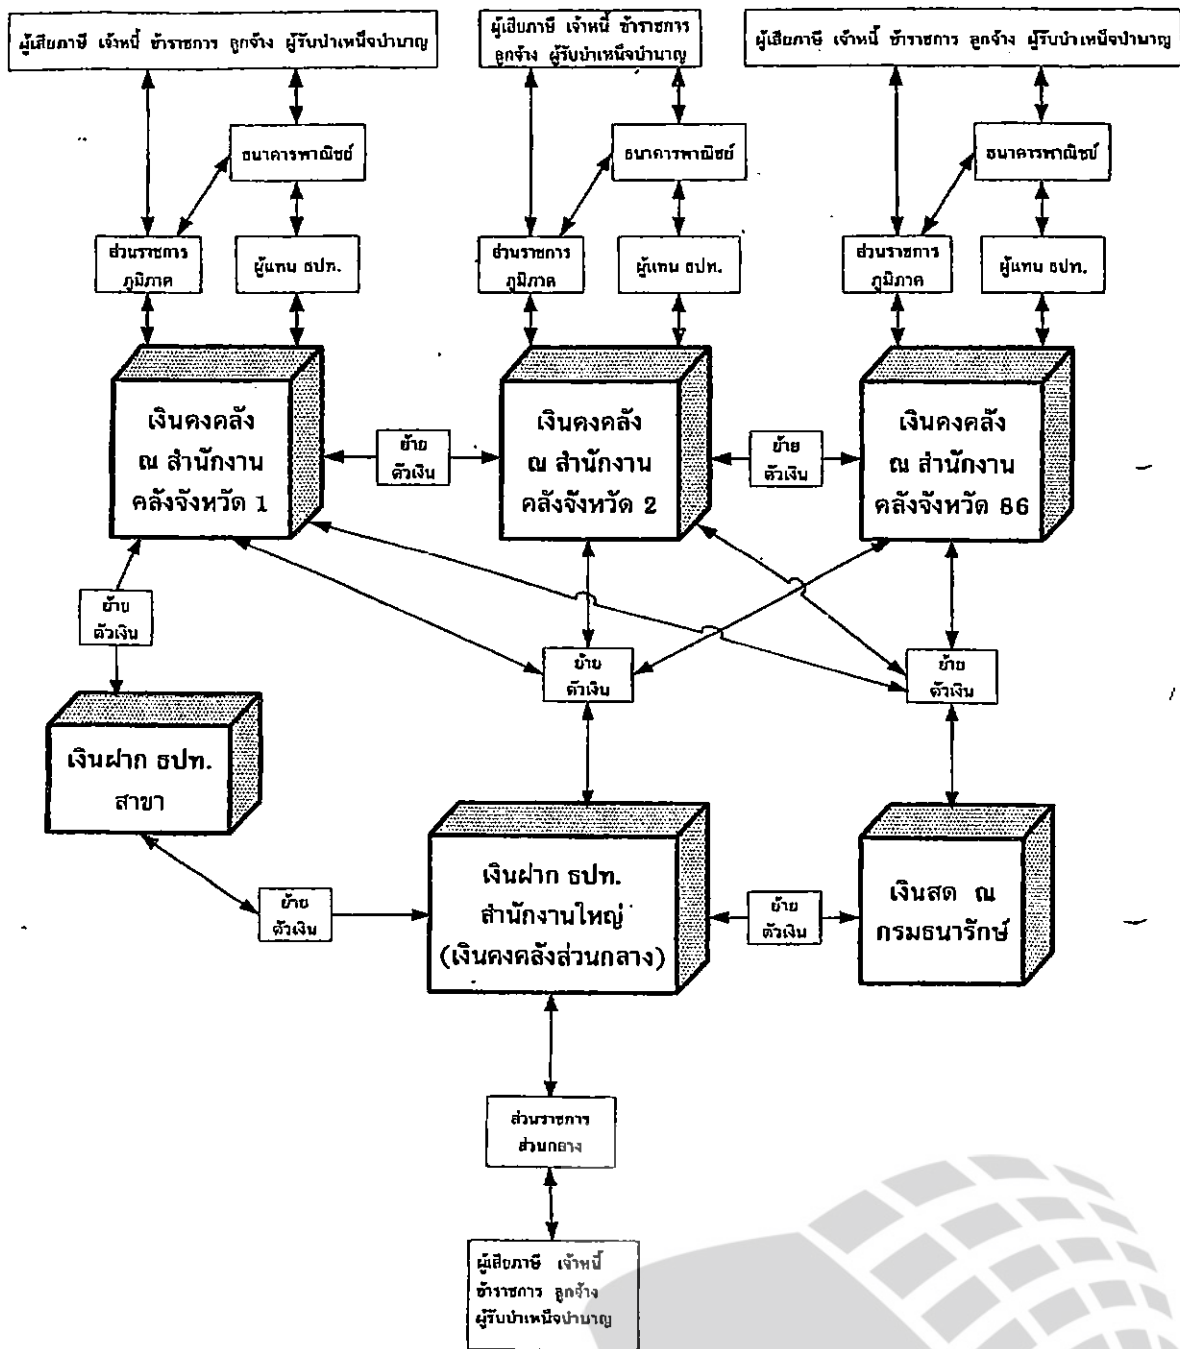 ผู้เสียภาษี เจ้าหนี้ ข้าราชการ ลูกจ้าง ผู้รับบำเหน็จบำนาญ
ผู้เสียภาษี เจ้าหนี้ ข้าราชการ
ลูกจ้าง ผู้รับบำเหน็จบำนาญ
ผู้เสียภาษี เจ้าหนี้ ข้าราชการ ลูกจ้าง ผู้รับบำเหน็จบำนาญ
ธนาคารพาณิชย์
ธนาคารพาณิชย์
ธนาคารพาณิชย์
ส่วนราชการ
ภูมิภาค
ผู้แทน ธปท.
ส่วนราชการ
ภูมิภาค
ผู้แทน ธปท.
ส่วนราชการ
ภูมิภาค
ผู้แทน ธปท.
เงินคงคลัง
ณ สำนักงาน
คลังจังหวัด 1
ย้าย
ตัวเงิน
เงินคงคลัง
ณ สำนักงาน
คลังจังหวัด 2
ย้าย
ตัวเงิน
เงินคงคลัง
ณ สำนักงาน
คลังจังหวัด 86
ย้าย
ตัวเงิน
ย้าย
ตัวเงิน
ย้าย
ตัวเงิน
เงินฝาก ธปท.
สาขา
ย้าย
ตัวเงิน
เงินฝาก ธปท.
สำนักงานใหญ่
(เงินคงคลังส่วนกลาง)
ย้าย
ตัวเงิน
เงินสด ณ
กรมธนารักษ์
ส่วนราชการ
ส่วนกลาง
ผู้เสียภาษี เจ้าหนี้
ข้าราชการ ลูกจ้าง
ผู้รับบำเหน็จบำนาญ